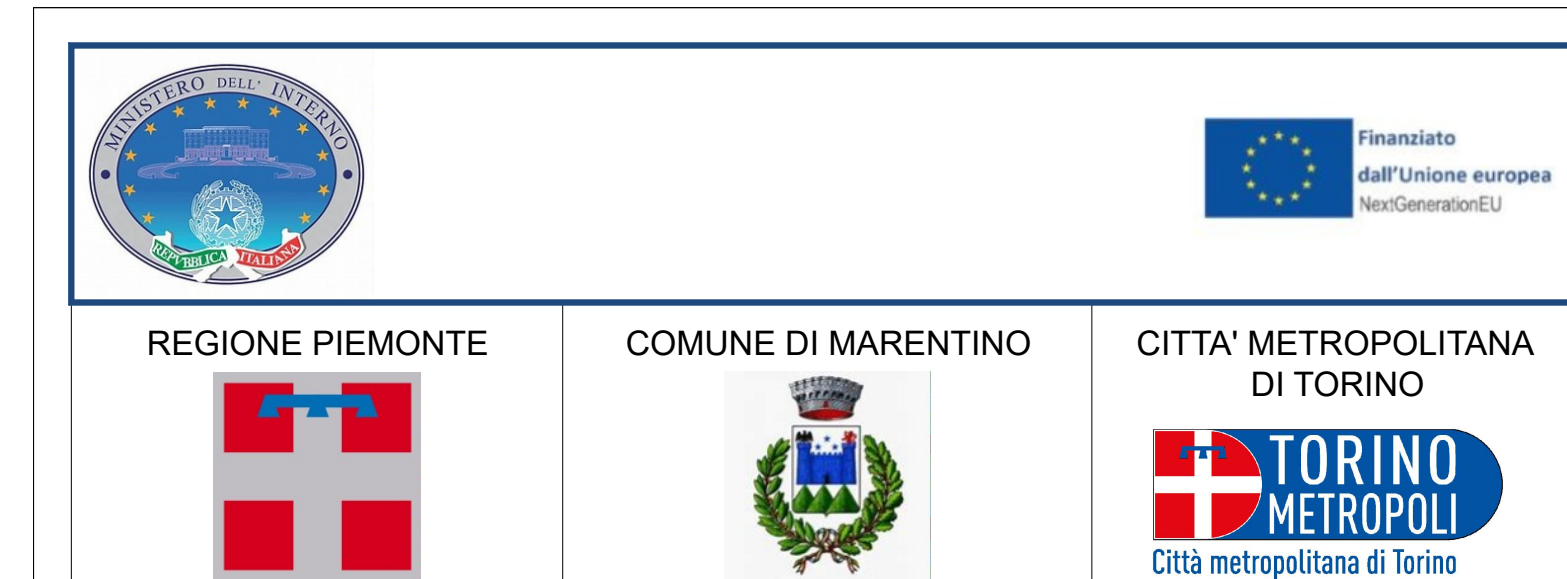 MINISTERO DELL' INTERNO
REPVBBLICA ITALIANA
Finanziato
dall'Unione europea
NextGenerationEU
REGIONE PIEMONTE
COMUNE DI MARENTINO
CITTA' METROPOLITANA
DI TORINO
TORINO
METROPOLI
Città metropolitana di Torino